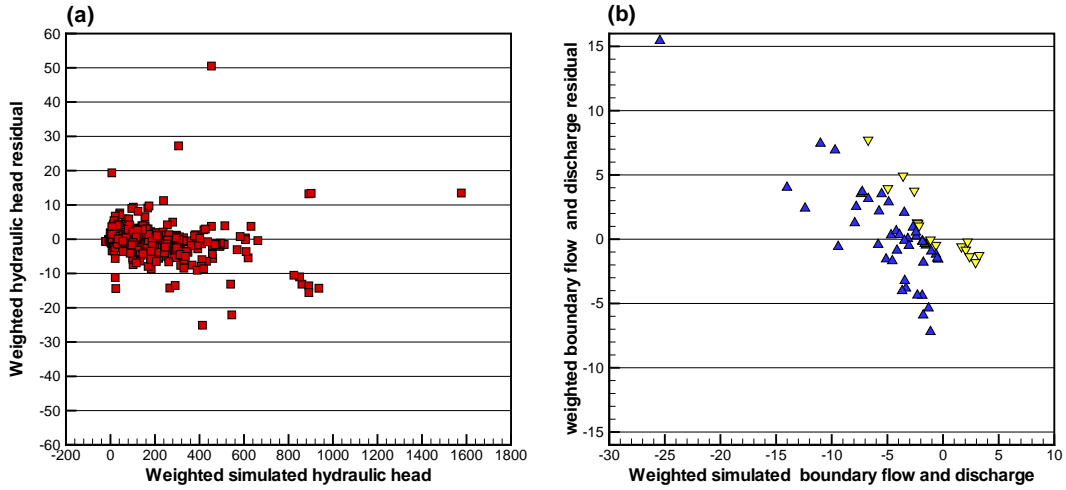 (a)
Weighted hydraulic head residual
60
50
40
30
20
10
0
-10
-20
-30
-40
-50
-60
-200 0 200 400 600 800 1000 1200 1400 1600 1800
Weighted simulated hydraulic head
(b)
weighted boundary flow and discharge residual
15
10
5
0
-5
-10
-15
-30 -25 -20 -15 -10 -5 0 5 10
Weighted simulated boundary flow and discharge